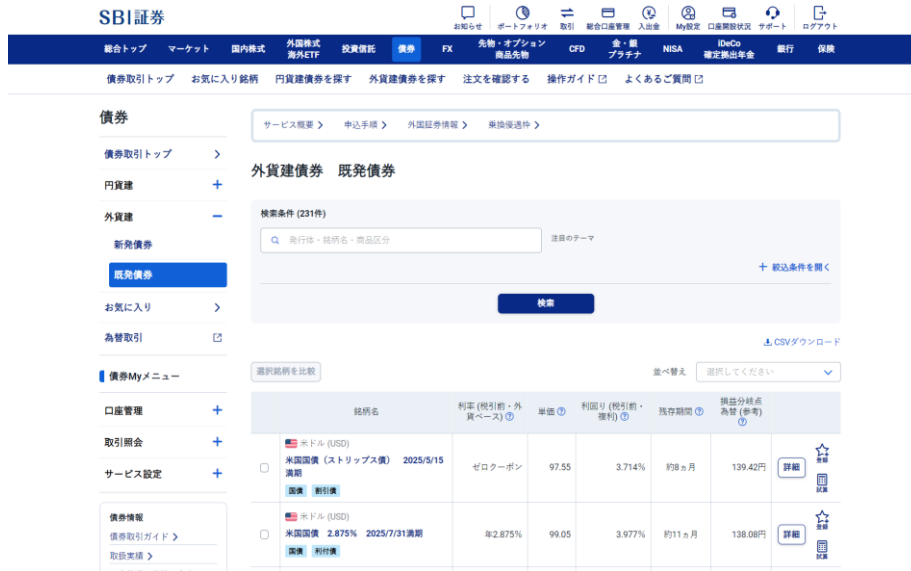 SBI証券
お知らせ ポートフォリオ 取引 総合口座管理 入出金 My設定 口座開設状況 サポート ログアウト
総合トップ マーケット 国内株式 外国株式 海外ETF 投資信託 債券 FX 先物・オプション 商品先物 CFD 金・銀 プラチナ NISA iDeCo 確定拠出年金 銀行 保険
債券取引トップ お気に入り銘柄 円貨建債券を探す 外貨建債券を探す 注文を確認する 操作ガイド よくあるご質問
債券
債券取引トップ
円貨建
外貨建
新発債券
既発債券
お気に入り
為替取引
債券Myメニュー
口座管理
取引照会
サービス設定
債券情報
債券取引ガイド
取扱実績
サービス概要 申込手順 外国証券情報 乗換優遇枠
外貨建債券 既発債券
検索条件 (231件)
発行体・銘柄名・商品区分 注目のテーマ
+ 絞込条件を開く
検索
CSVダウンロード
選択銘柄を比較 並べ替え 選択してください
銘柄名 利率 (税引前・外貨ベース) 単価 利回り (税引前・複利) 残存期間 損益分岐点為替 (参考)
米ドル (USD)
米国国債（ストリップス債） 2025/5/15満期 ゼロクーポン 97.55 3.714% 約8ヵ月 139.42円 詳細 登録 試算
国債 割引債
米ドル (USD)
米国国債 2.875% 2025/7/31満期 年2.875% 99.05 3.977% 約11ヵ月 138.08円 詳細 登録 試算
国債 利付債